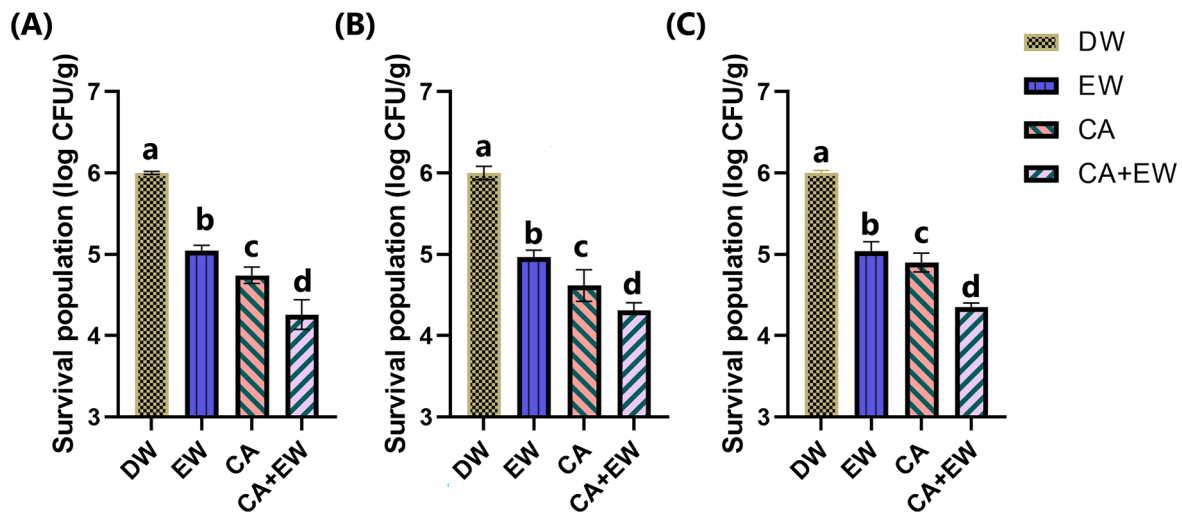 (A)
Survival population (log CFU/g)
7
6
5
4
3
a
b
c
d
DW
EW
CA
CA+EW
(B)
Survival population (log CFU/g)
7
6
5
4
3
a
b
c
d
DW
EW
CA
CA+EW
(C)
Survival population (log CFU/g)
7
6
5
4
3
a
b
c
d
DW
EW
CA
CA+EW
DW
EW
CA
CA+EW